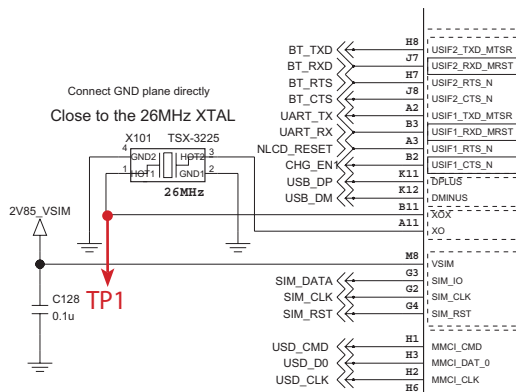 Connect GND plane directly
Close to the 26MHz XTAL
X101 TSX-3225
4 GND2 HOT2 3
1 HOT1 GND1 2
26MHz
2V85_VSIM
TP1
C128
0.1u
BT_TXD H8 USIF2_TXD_MTSR
BT_RXD J7 USIF2_RXD_MRST
BT_RTS H7 USIF2_RTS_N
BT_CTS J8 USIF2_CTS_N
UART_TX A2 USIF1_TXD_MTSR
UART_RX B3 USIF1_RXD_MRST
NLCD_RESET A3 USIF1_RTS_N
CHG_EN1 B2 USIF1_CTS_N
USB_DP K11 DPLUS
USB_DM K12 DMINUS
B11 XOX
A11 XO
M8 VSIM
SIM_DATA G3 SIM_IO
SIM_CLK G2 SIM_CLK
SIM_RST G4 SIM_RST
USD_CMD H1 MMCI_CMD
USD_D0 H3 MMCI_DAT_0
USD_CLK H2 MMCI_CLK
H6